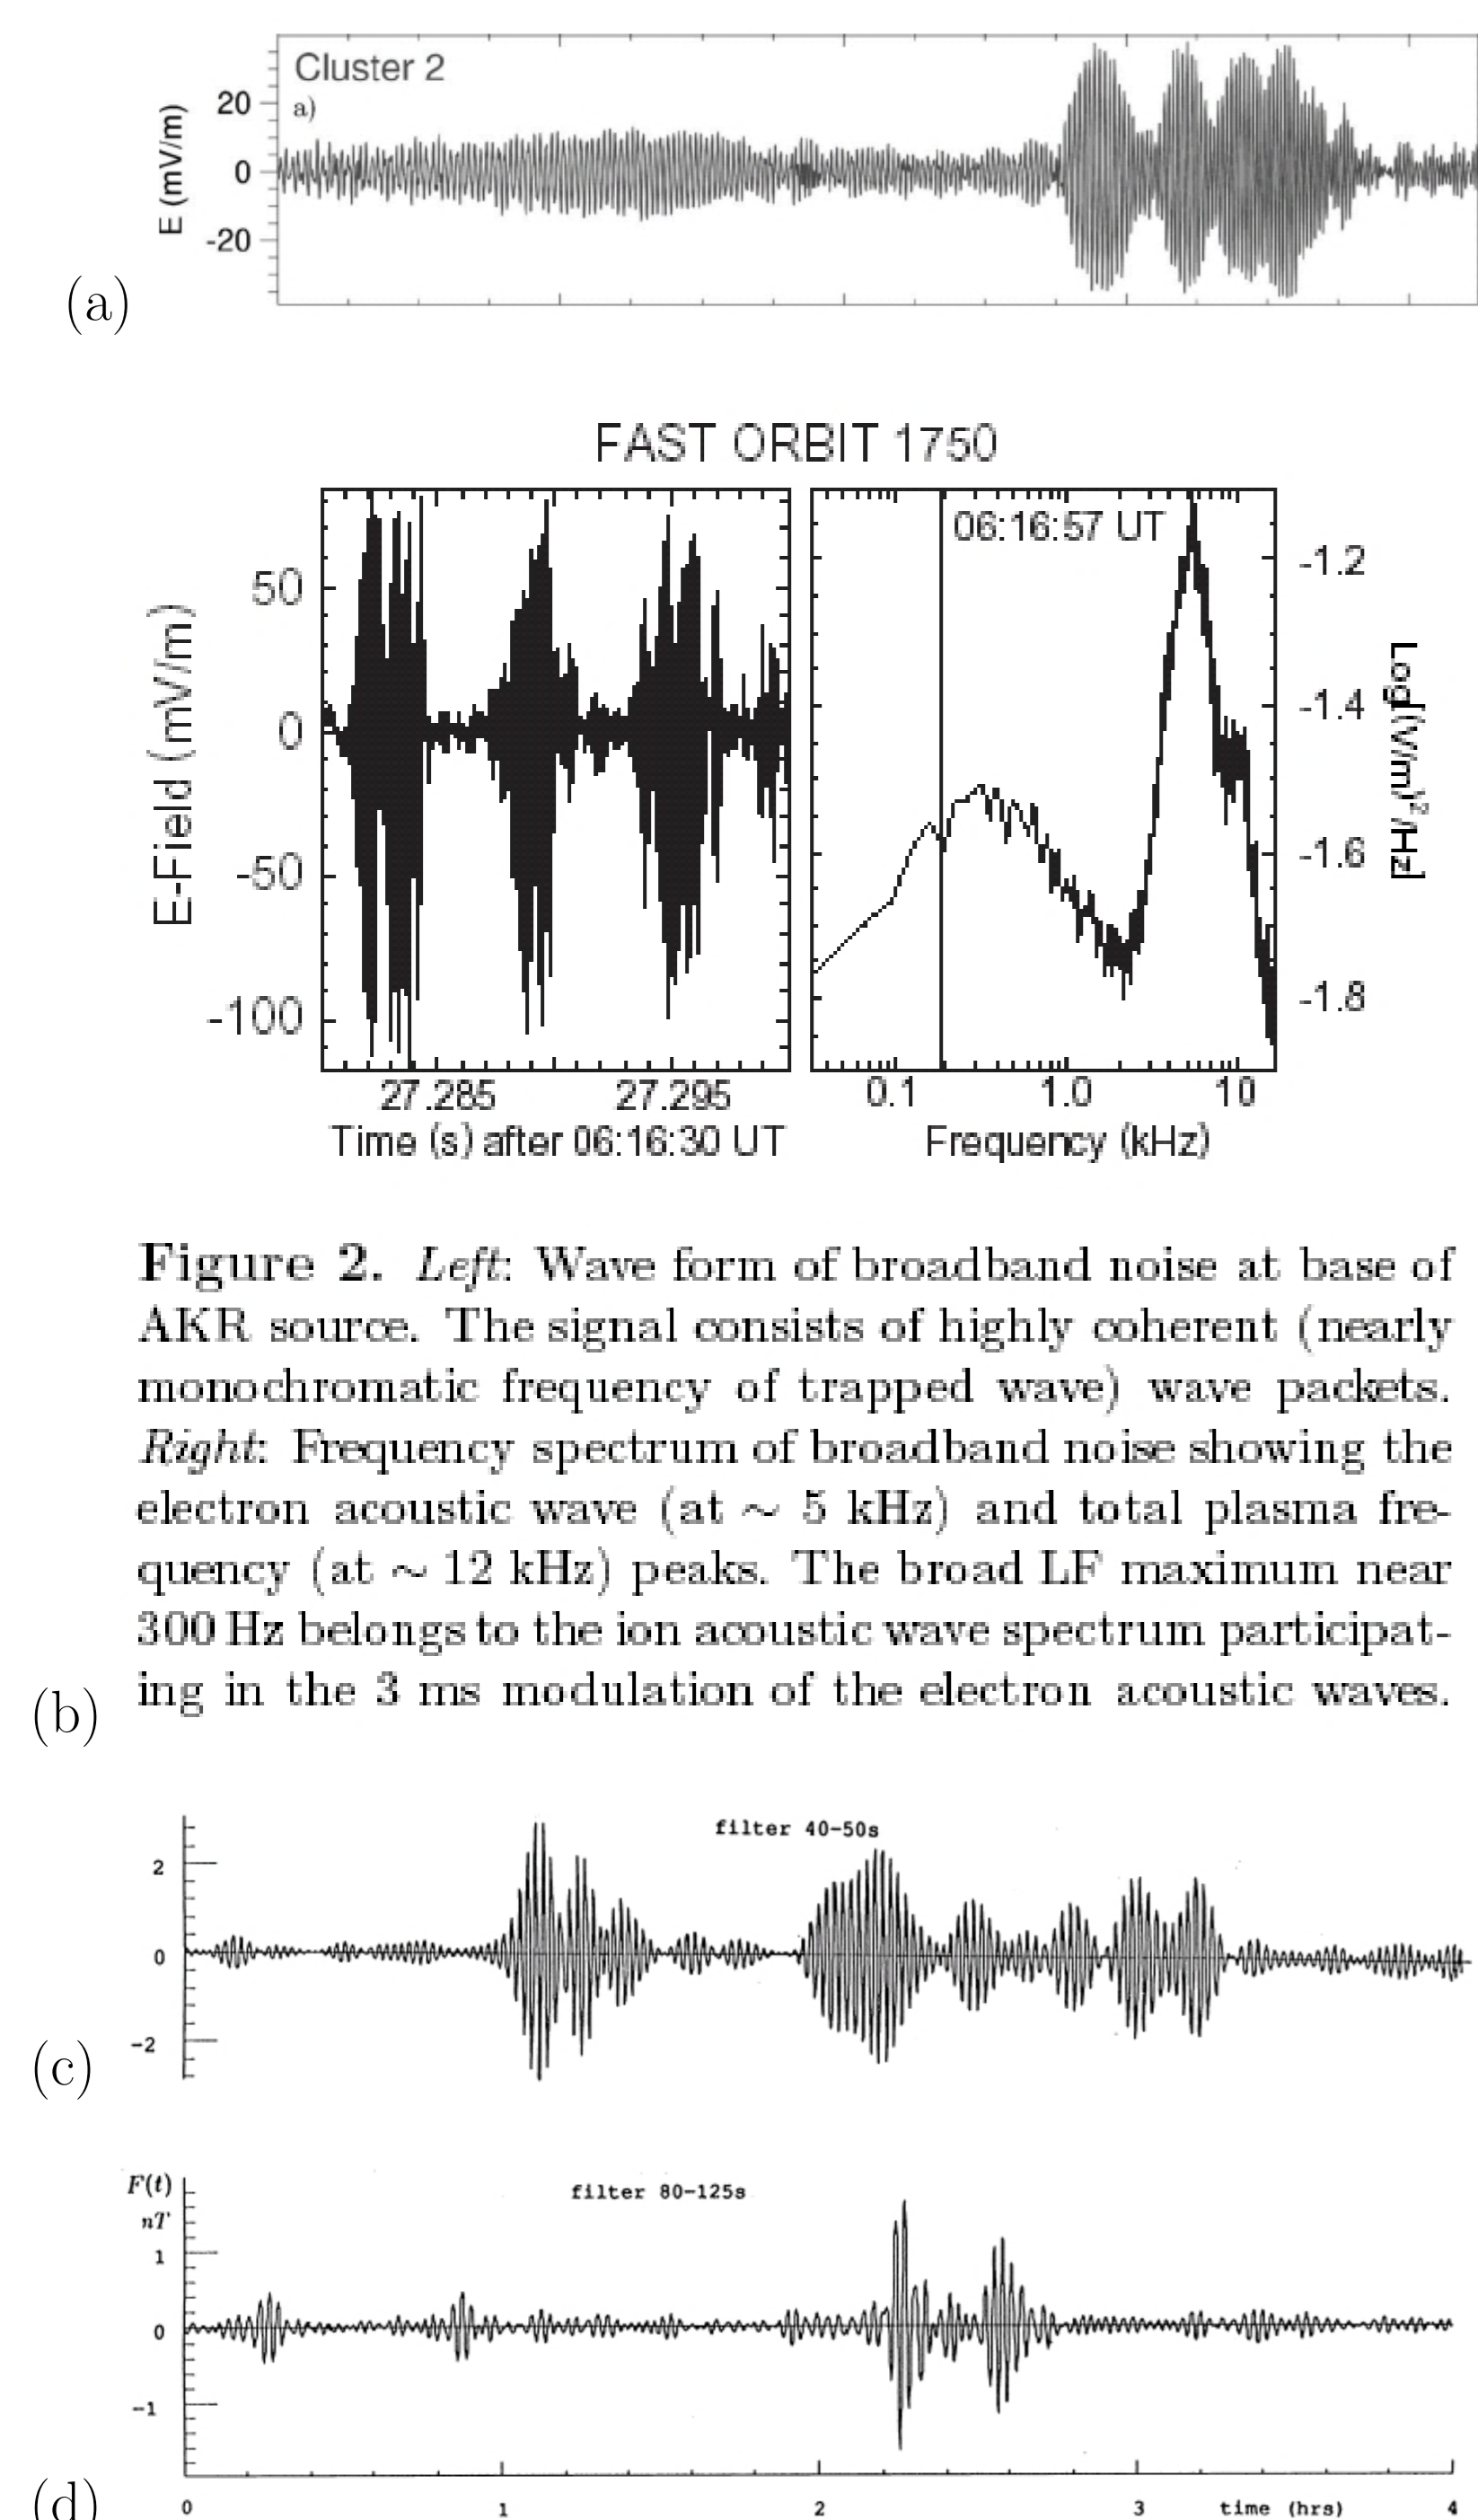 Cluster 2
a)
20
0
-20
E (mV/m)
(a)
FAST ORBIT 1750
06:16:57 UT
50
0
-50
-100
E-Field (mV/m)
-1.2
-1.4
-1.6
-1.8
Log[(V/m)^2/Hz]
27.285 27.295
0.1 1.0 10
Time (s) after 06:16:30 UT
Frequency (kHz)
Figure 2. Left: Wave form of broadband noise at base of
AKR source. The signal consists of highly coherent (nearly
monochromatic frequency of trapped wave) wave packets.
Right: Frequency spectrum of broadband noise showing the
electron acoustic wave (at ~ 5 kHz) and total plasma fre-
quency (at ~ 12 kHz) peaks. The broad LF maximum near
300 Hz belongs to the ion acoustic wave spectrum participat-
ing in the 3 ms modulation of the electron acoustic waves.
(b)
filter 40-50s
2
0
-2
(c)
F(t)
nT
filter 80-125s
1
0
-1
(d)
0 1 2 3 time (hrs) 4